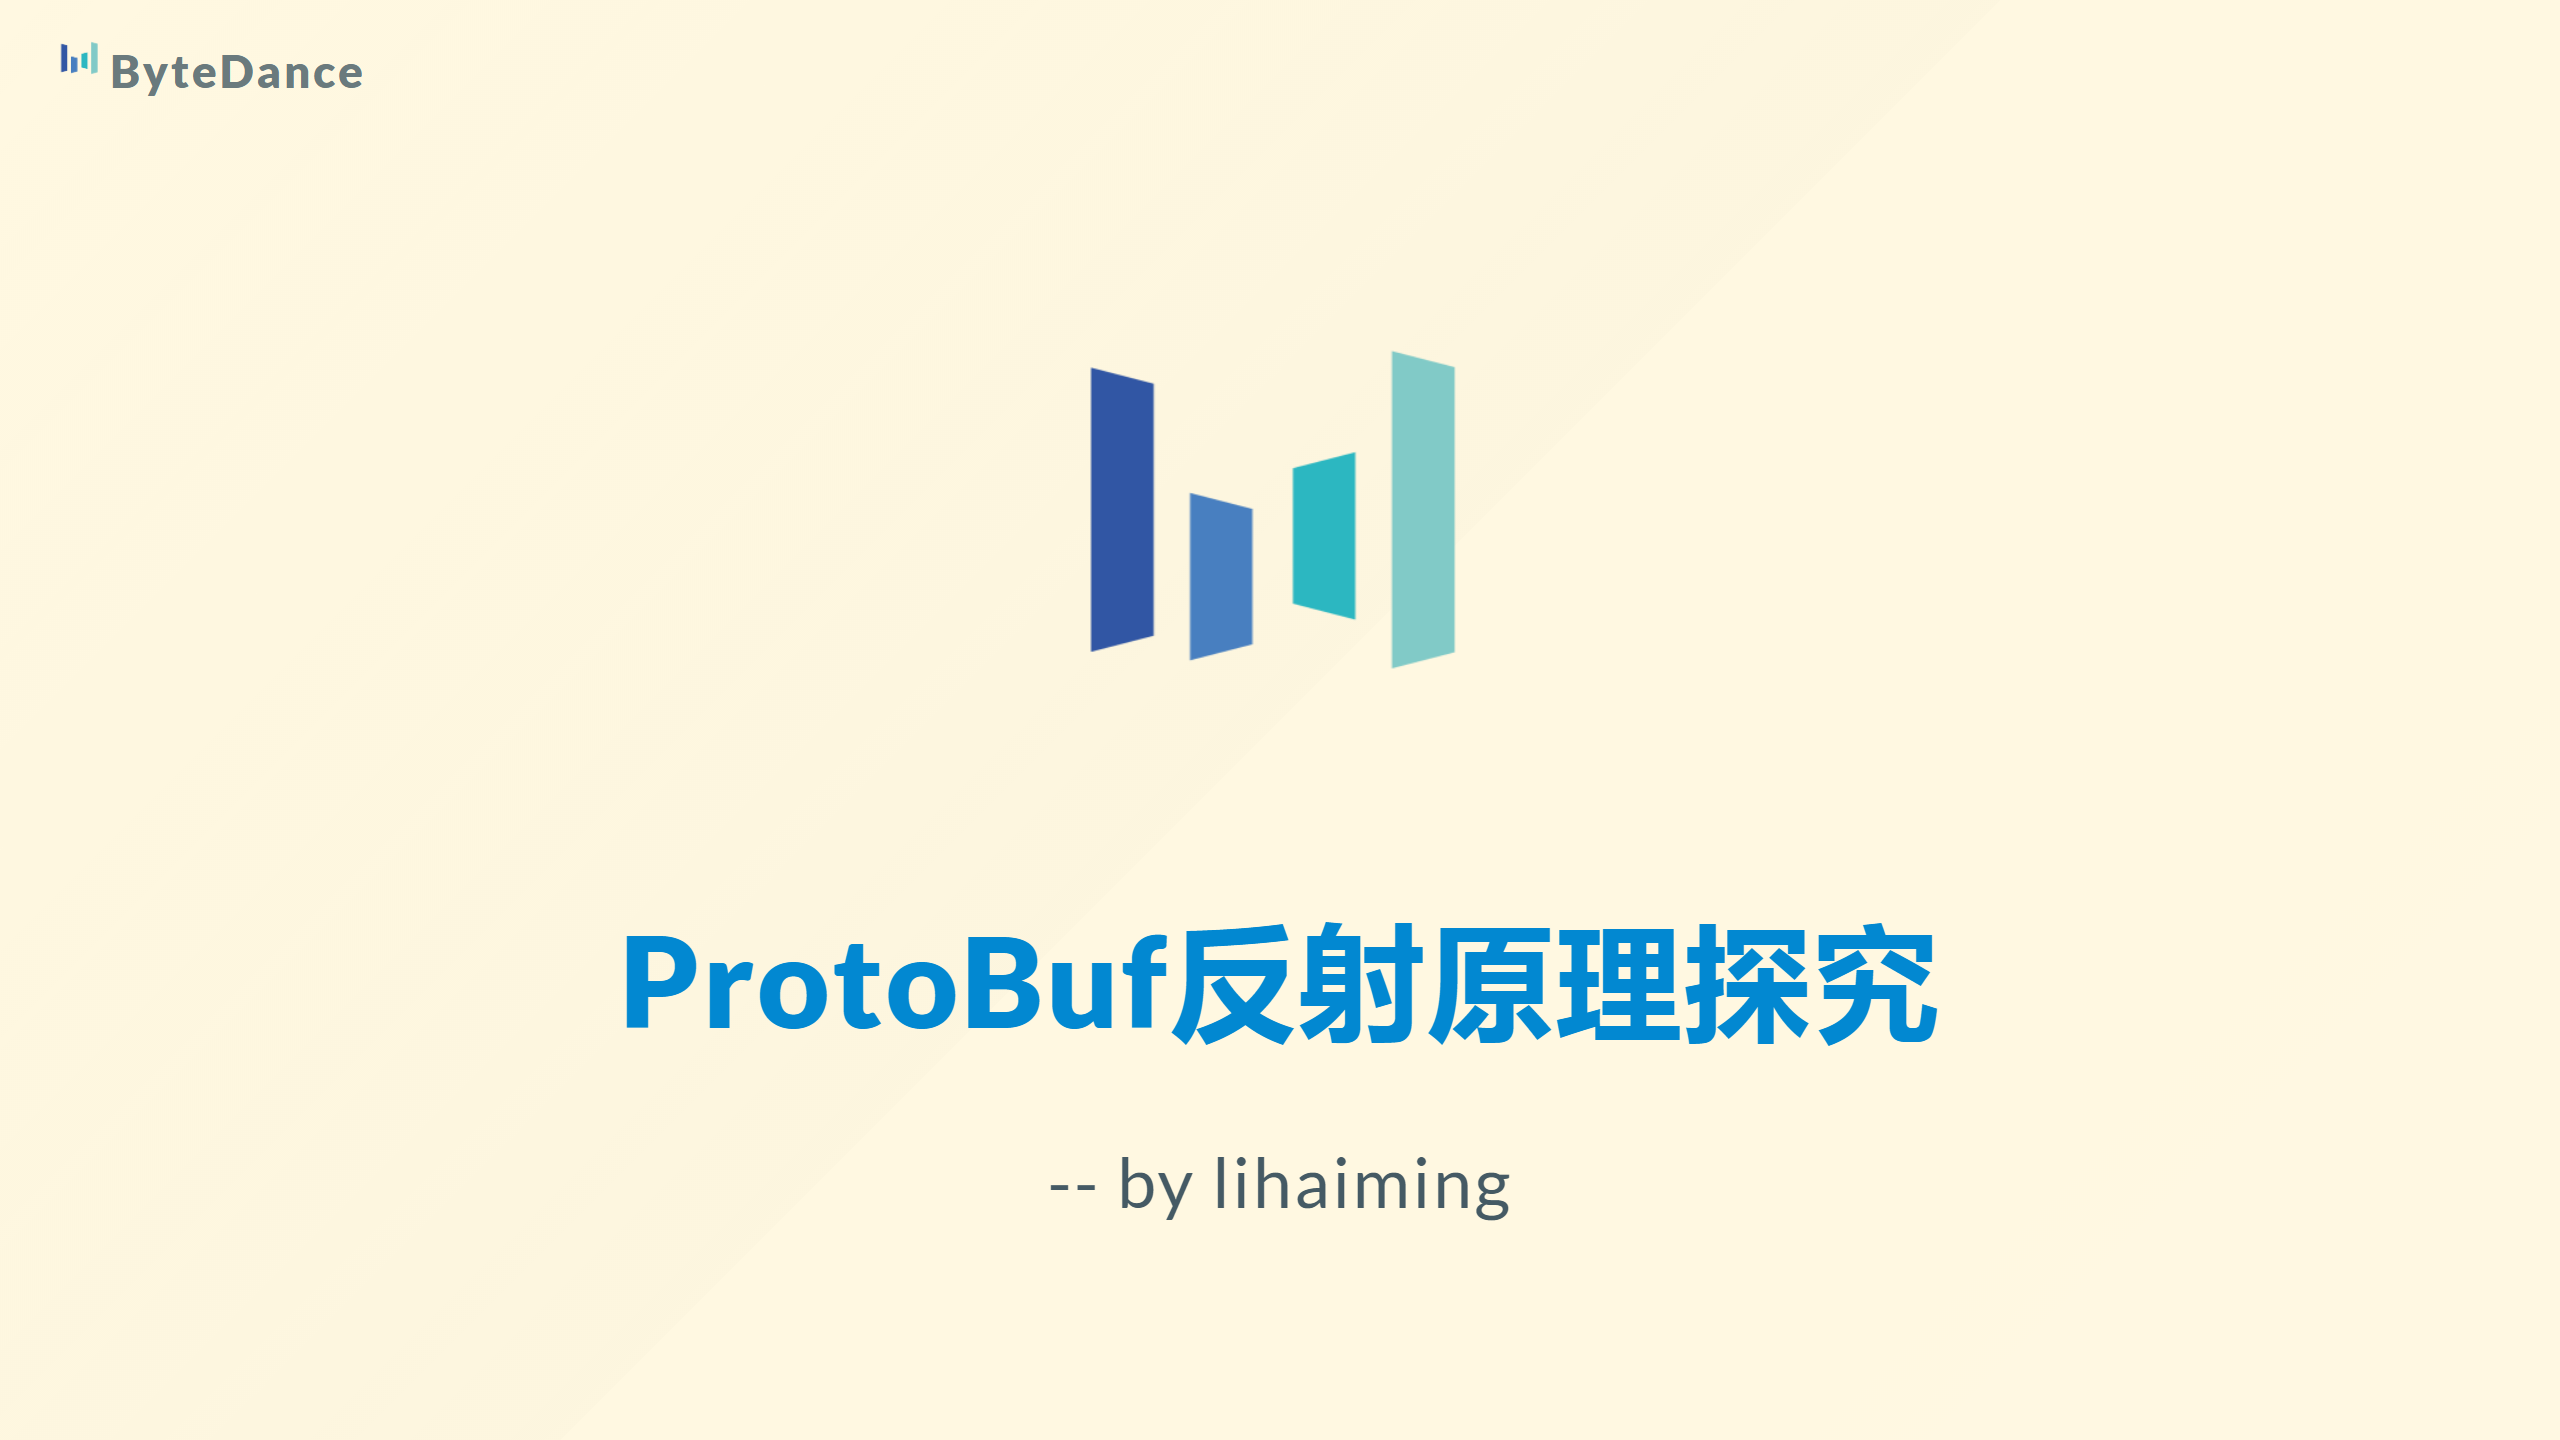 ByteDance
ProtoBuf反射原理探究
-- by lihaiming